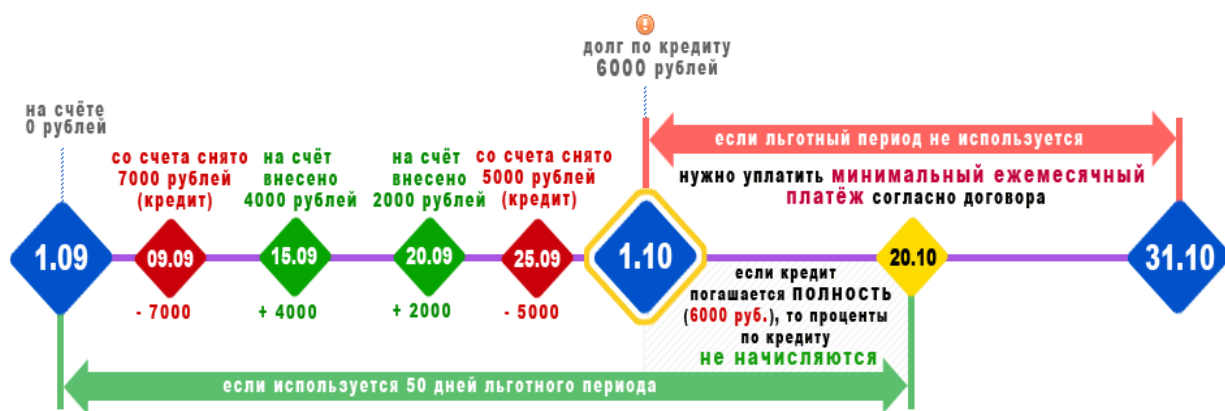 долг по кредиту
6000 рублей
на счёте
0 рублей
если льготный период не используется
со счета снято
7000 рублей
(кредит)
на счёт
внесено
4000 рублей
на счёт
внесено
2000 рублей
со счета снято
5000 рублей
(кредит)
нужно уплатить минимальный ежемесячный
платёж согласно договора
1.09
09.09
15.09
20.09
25.09
1.10
20.10
31.10
- 7000
+ 4000
+ 2000
- 5000
если кредит
погашается ПОЛНОСТЬ
(6000 руб.), то проценты
по кредиту
не начисляются
если используется 50 дней льготного периода